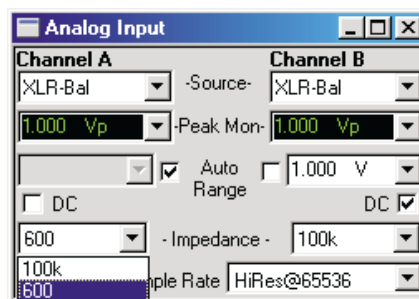 Analog Input
Channel A Channel B
XLR-Bal -Source- XLR-Bal
1.000 Vp -Peak Mon- 1.000 Vp
Auto Range 1.000 V
DC DC
600 - Impedance - 100k
100k
600 ple Rate HiRes@65536